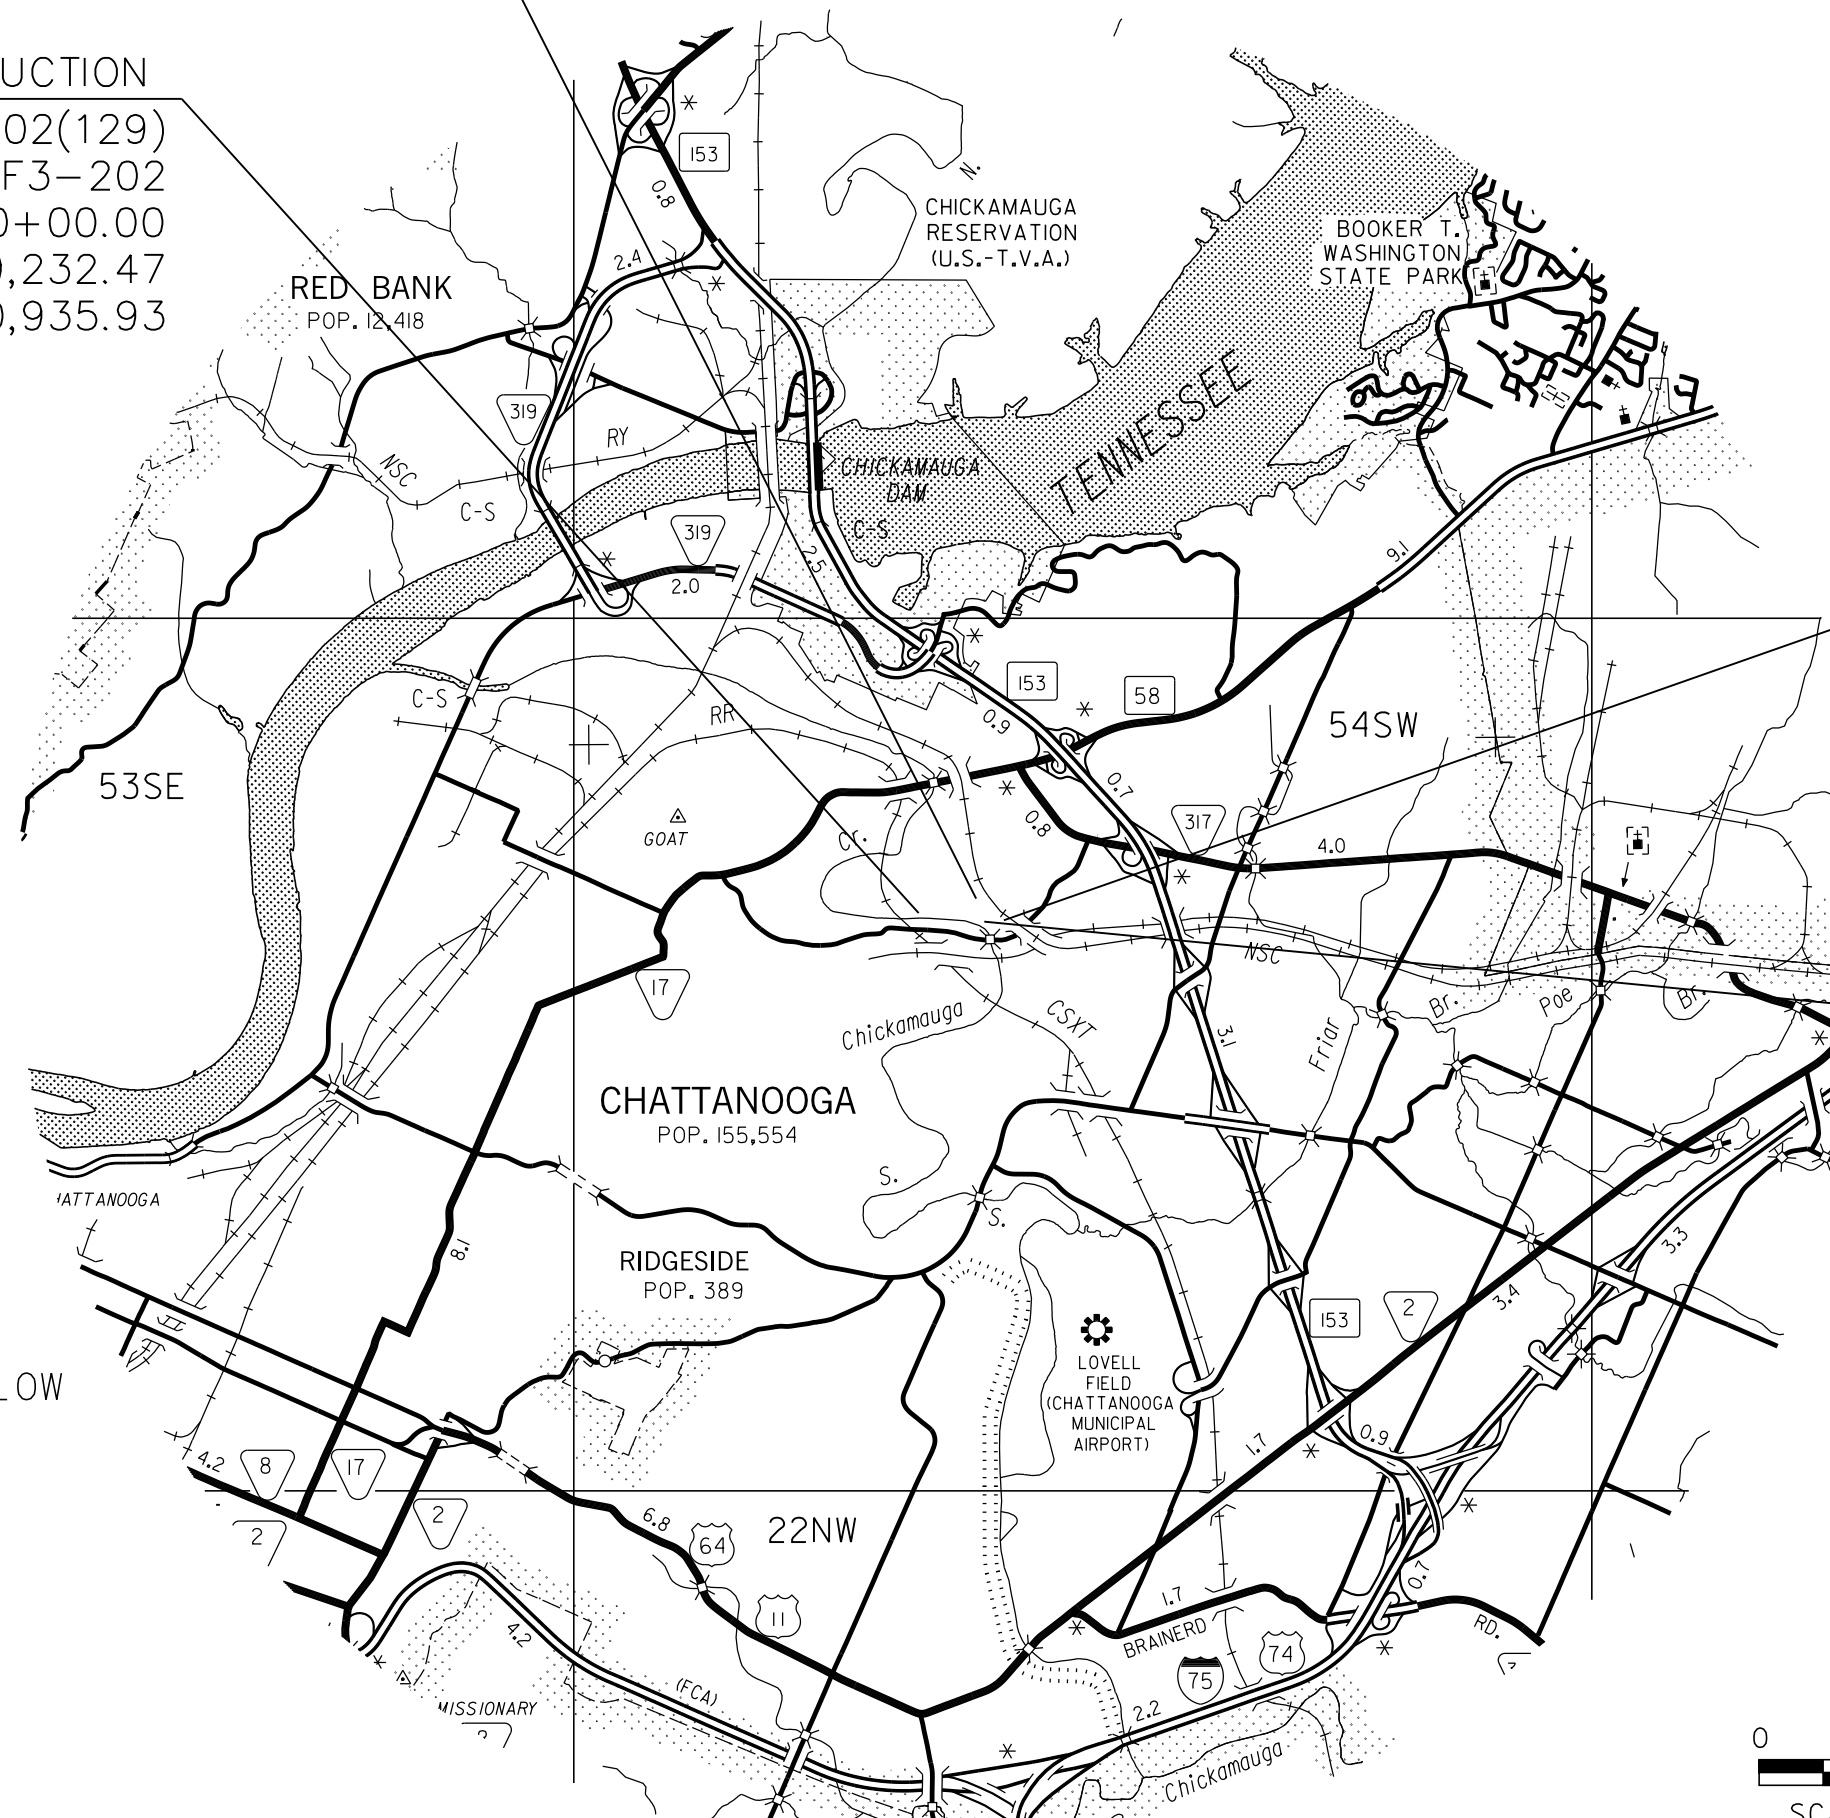 UCTION
02(129)
F3-202
0+00.00
9,232.47
0,935.93
153
0.8
N.
CHICKAMAUGA
RESERVATION
(U.S.-T.V.A.)
BOOKER T.
WASHINGTON
STATE PARK
2.4
RED BANK
POP. 12,418
319
RY
NSC
C-S
CHICKAMAUGA
DAM
C-S
TENNESSEE
319
2.0
2.5
9.1
C-S
RR
153
58
0.9
54SW
53SE
GOAT
Cr.
0.7
0.8
317
4.0
17
NSC
Chickamauga
CSXT
Br.
Poe
Br.
Friar
3.1
CHATTANOOGA
POP. 155,554
S.
S.
HATTANOOGA
8.1
RIDGESIDE
POP. 389
3.3
3.4
153
2
LOVELL
FIELD
(CHATTANOOGA
MUNICIPAL
AIRPORT)
LOW
0.9
1.7
4.2
8
17
2
2
6.8
64
22NW
11
0.7
1.7
BRAINERD
RD.
4.2
(FCA)
75
74
MISSIONARY
2.2
Chickamauga
0
SC